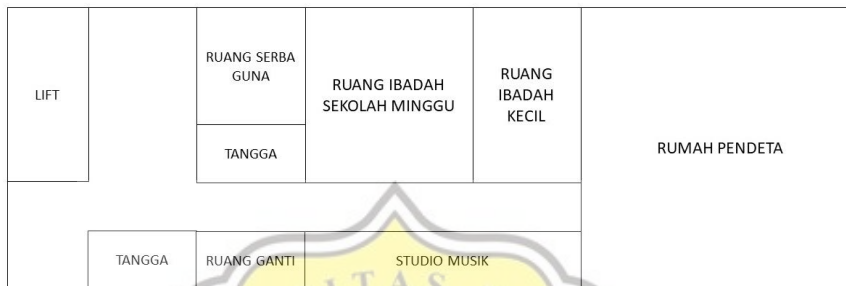 LIFT
RUANG SERBA
GUNA
TANGGA
RUANG IBADAH
SEKOLAH MINGGU
RUANG
IBADAH
KECIL
RUMAH PENDETA
TANGGA
RUANG GANTI
STUDIO MUSIK
ITAS